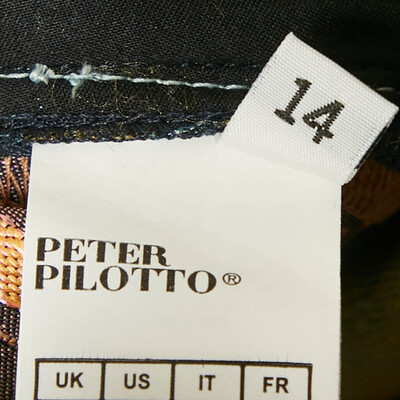 14
PETER
PILOTTO®
UK US IT FR